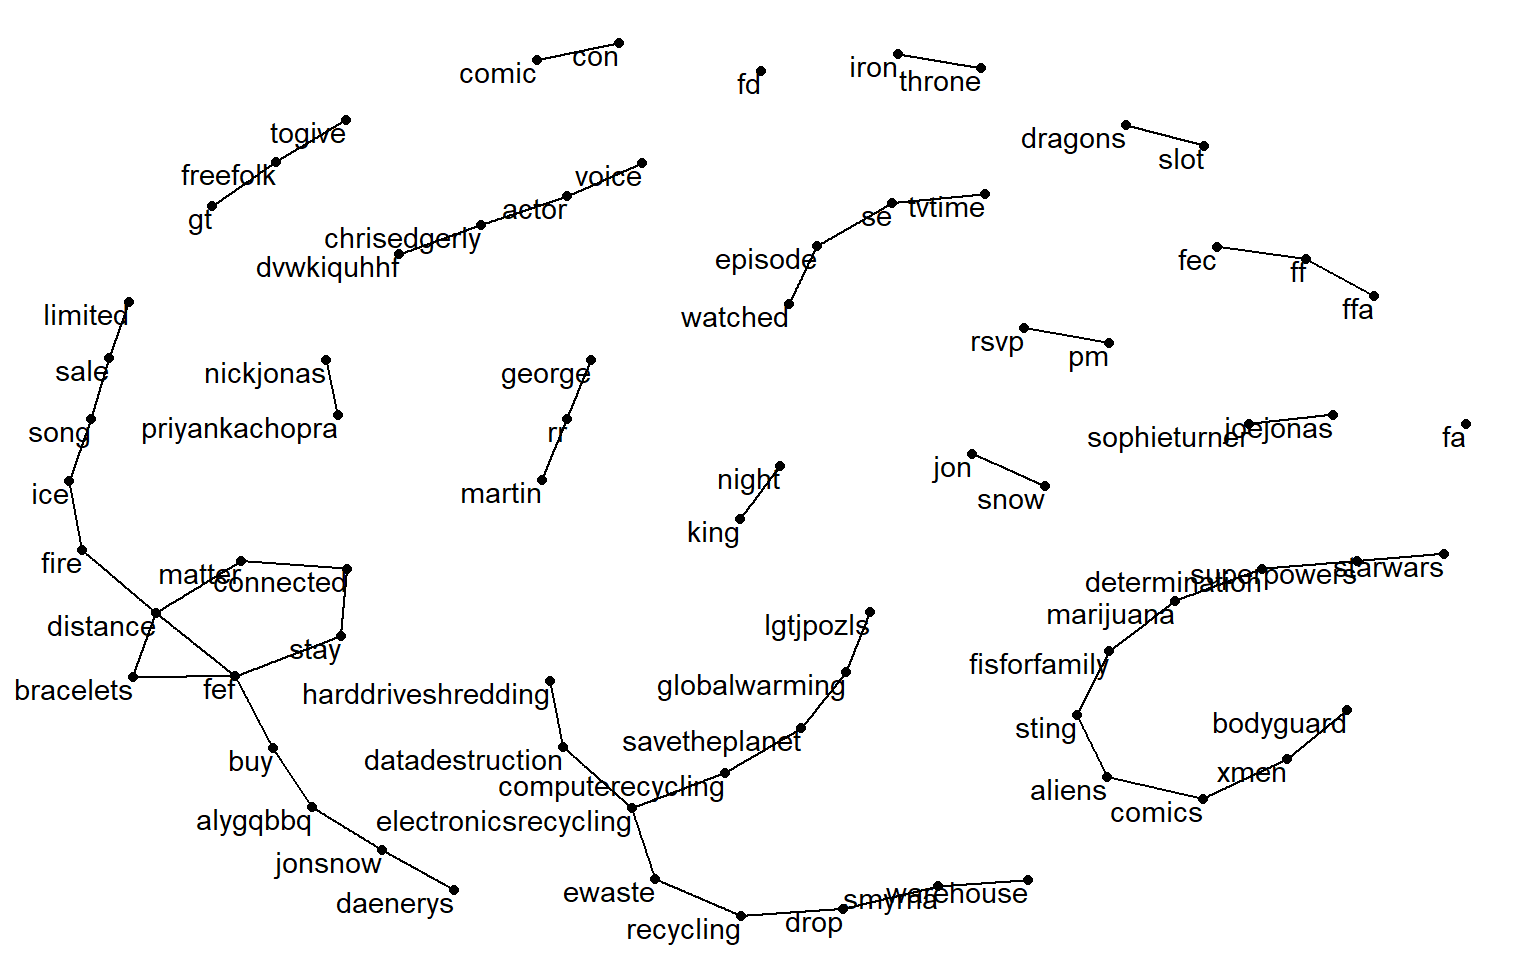 con
comic
iron
fd
throne
togive
dragons
slot
freefolk
voice
gt
actor
se
tvtime
chrisedgerly
dvwkiquhhf
episode
fec
ff
ffa
limited
watched
rsvp
pm
sale
nickjonas
george
song
priyankachopra
rr
sophieturner
joejonas
fa
ice
martin
night
jon
snow
king
fire
matter
connected
determination
superpowers
starwars
distance
lgtjpozls
marijuana
stay
fisforfamily
bracelets
fef
harddriveshredding
globalwarming
sting
bodyguard
buy
datadestruction
savetheplanet
xmen
computerecycling
aliens
comics
alygqbbq
electronicsrecycling
jonsnow
ewaste
smyrna
warehouse
daenerys
recycling
drop